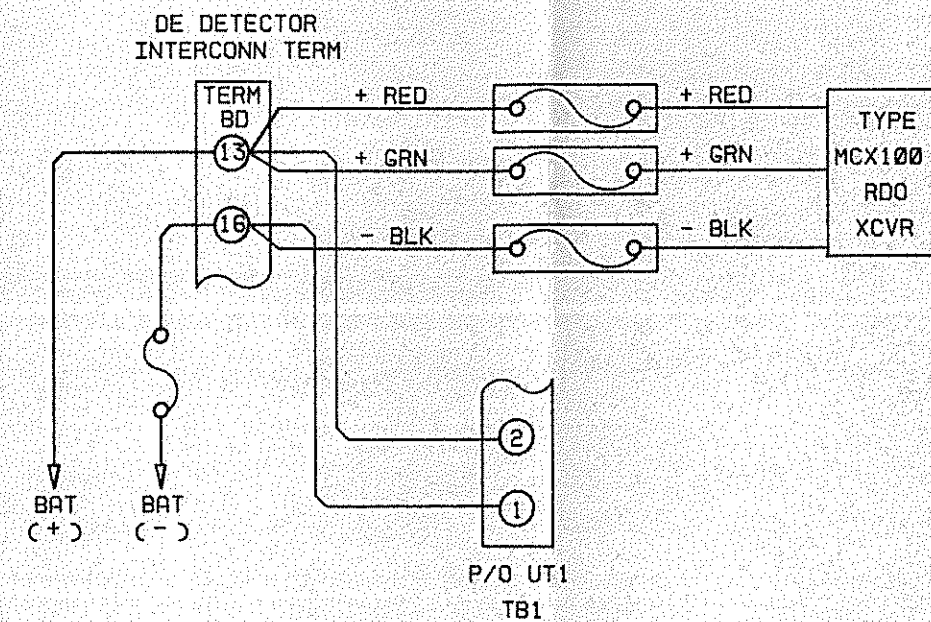 DE DETECTOR
INTERCONN TERM
TERM
BD
13
16
+ RED
+ RED
+ GRN
+ GRN
- BLK
- BLK
TYPE
MCX100
RDO
XCVR
BAT
(+)
BAT
(-)
2
1
P/O UT1
TB1